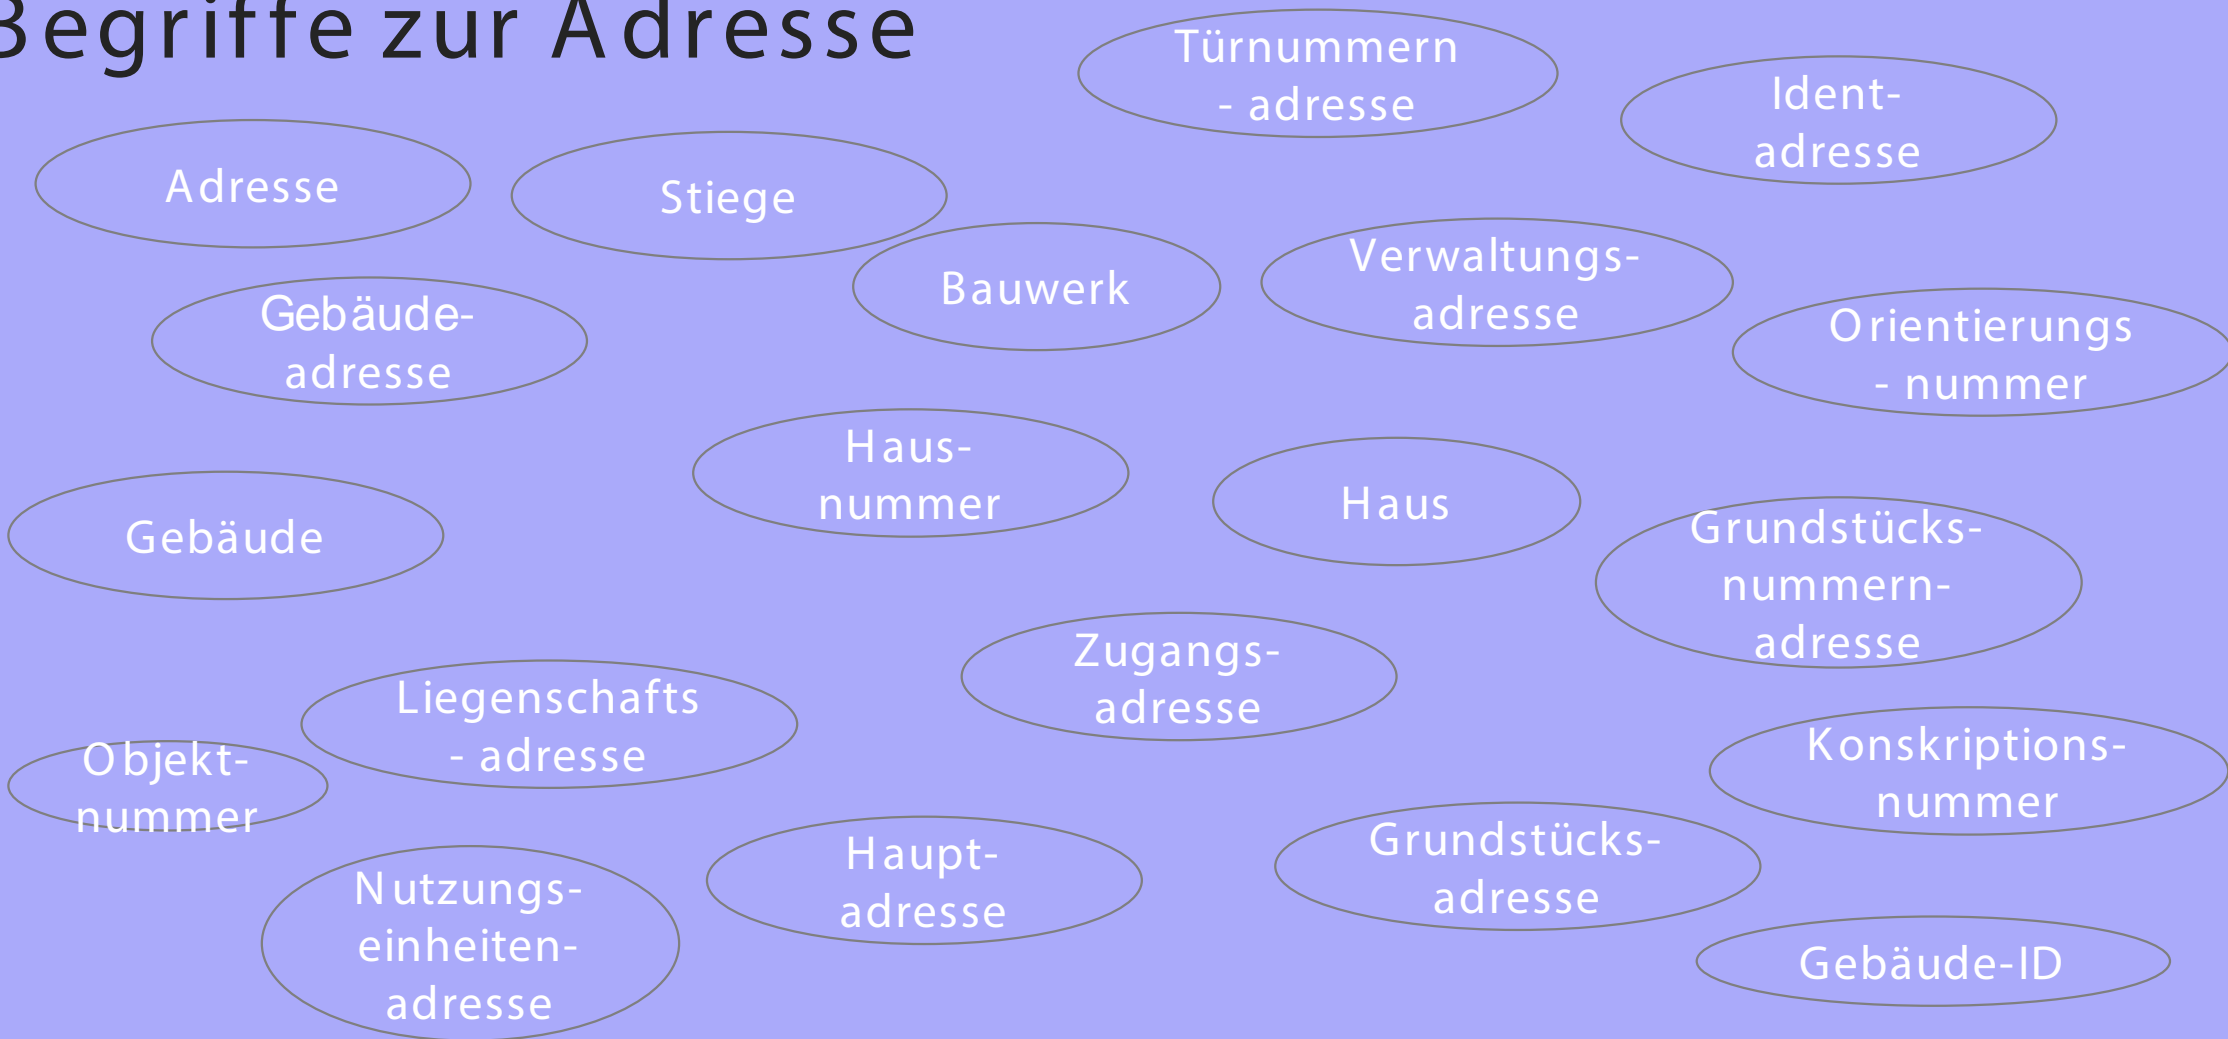 Begriffe zur Adresse
Türnummern
- adresse
Ident-
adresse
Adresse
Stiege
Bauwerk
Verwaltungs-
adresse
Gebäude-
adresse
Orientierungs
- nummer
Haus-
nummer
Haus
Gebäude
Grundstücks-
nummern-
adresse
Zugangs-
adresse
Liegenschafts
- adresse
Objekt-
nummer
Konskriptions-
nummer
Haupt-
adresse
Grundstücks-
adresse
Nutzungs-
einheiten-
adresse
Gebäude-ID